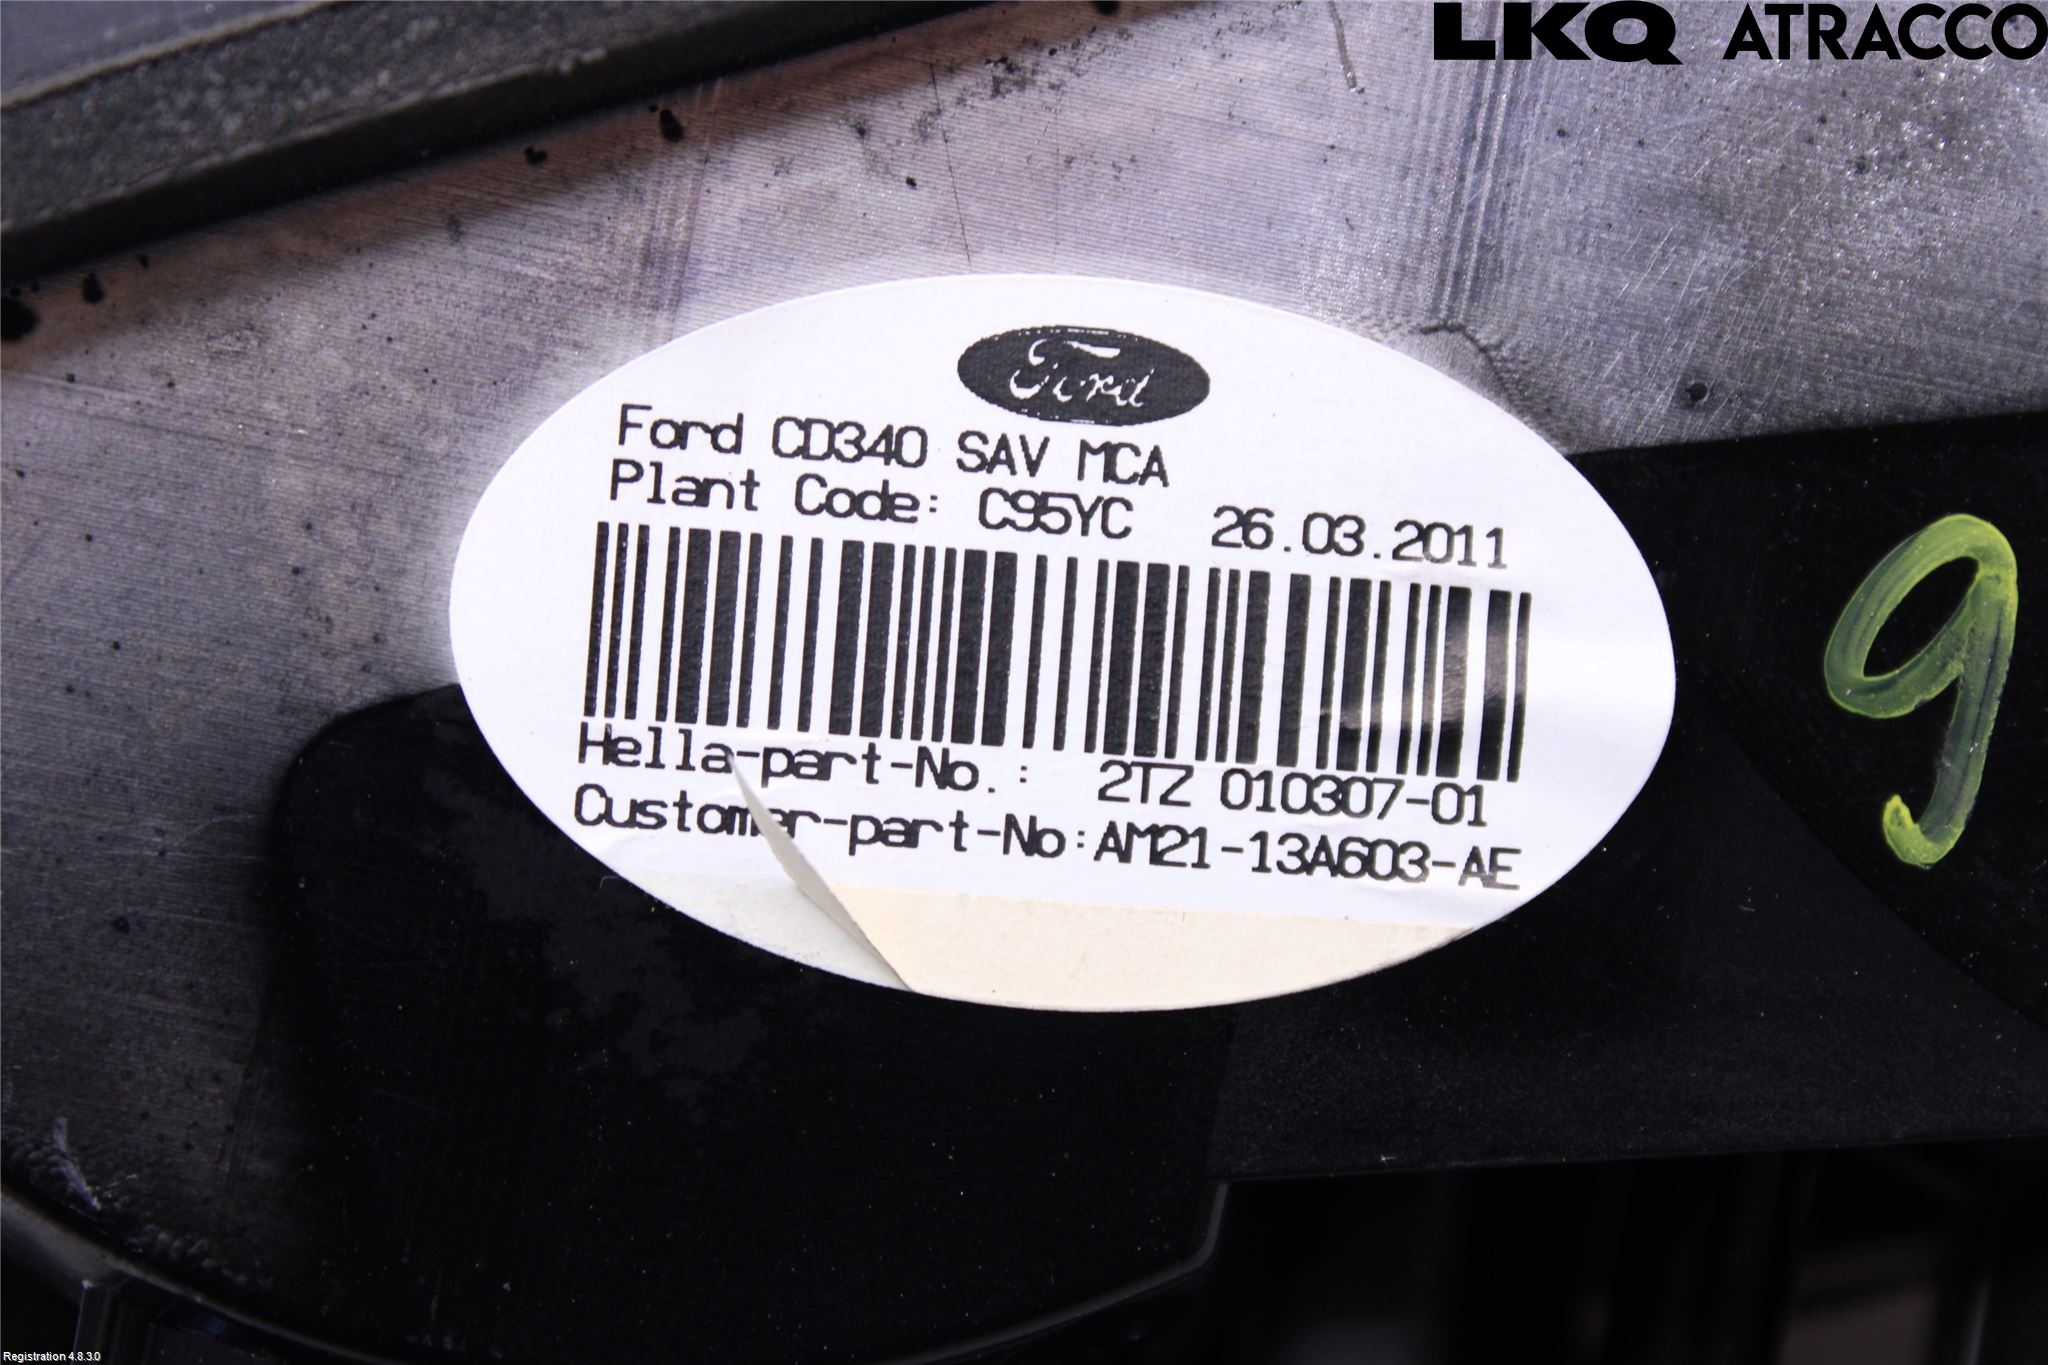 LKQ ATRACCO
Ford
Ford CD340 SAV MCA
Plant Code: C95YC 26.03.2011
Hella-part-No.: 2TZ 010307-01
Customer-part-No:AM21-13A603-AE
9
Registration 4.8.3.0